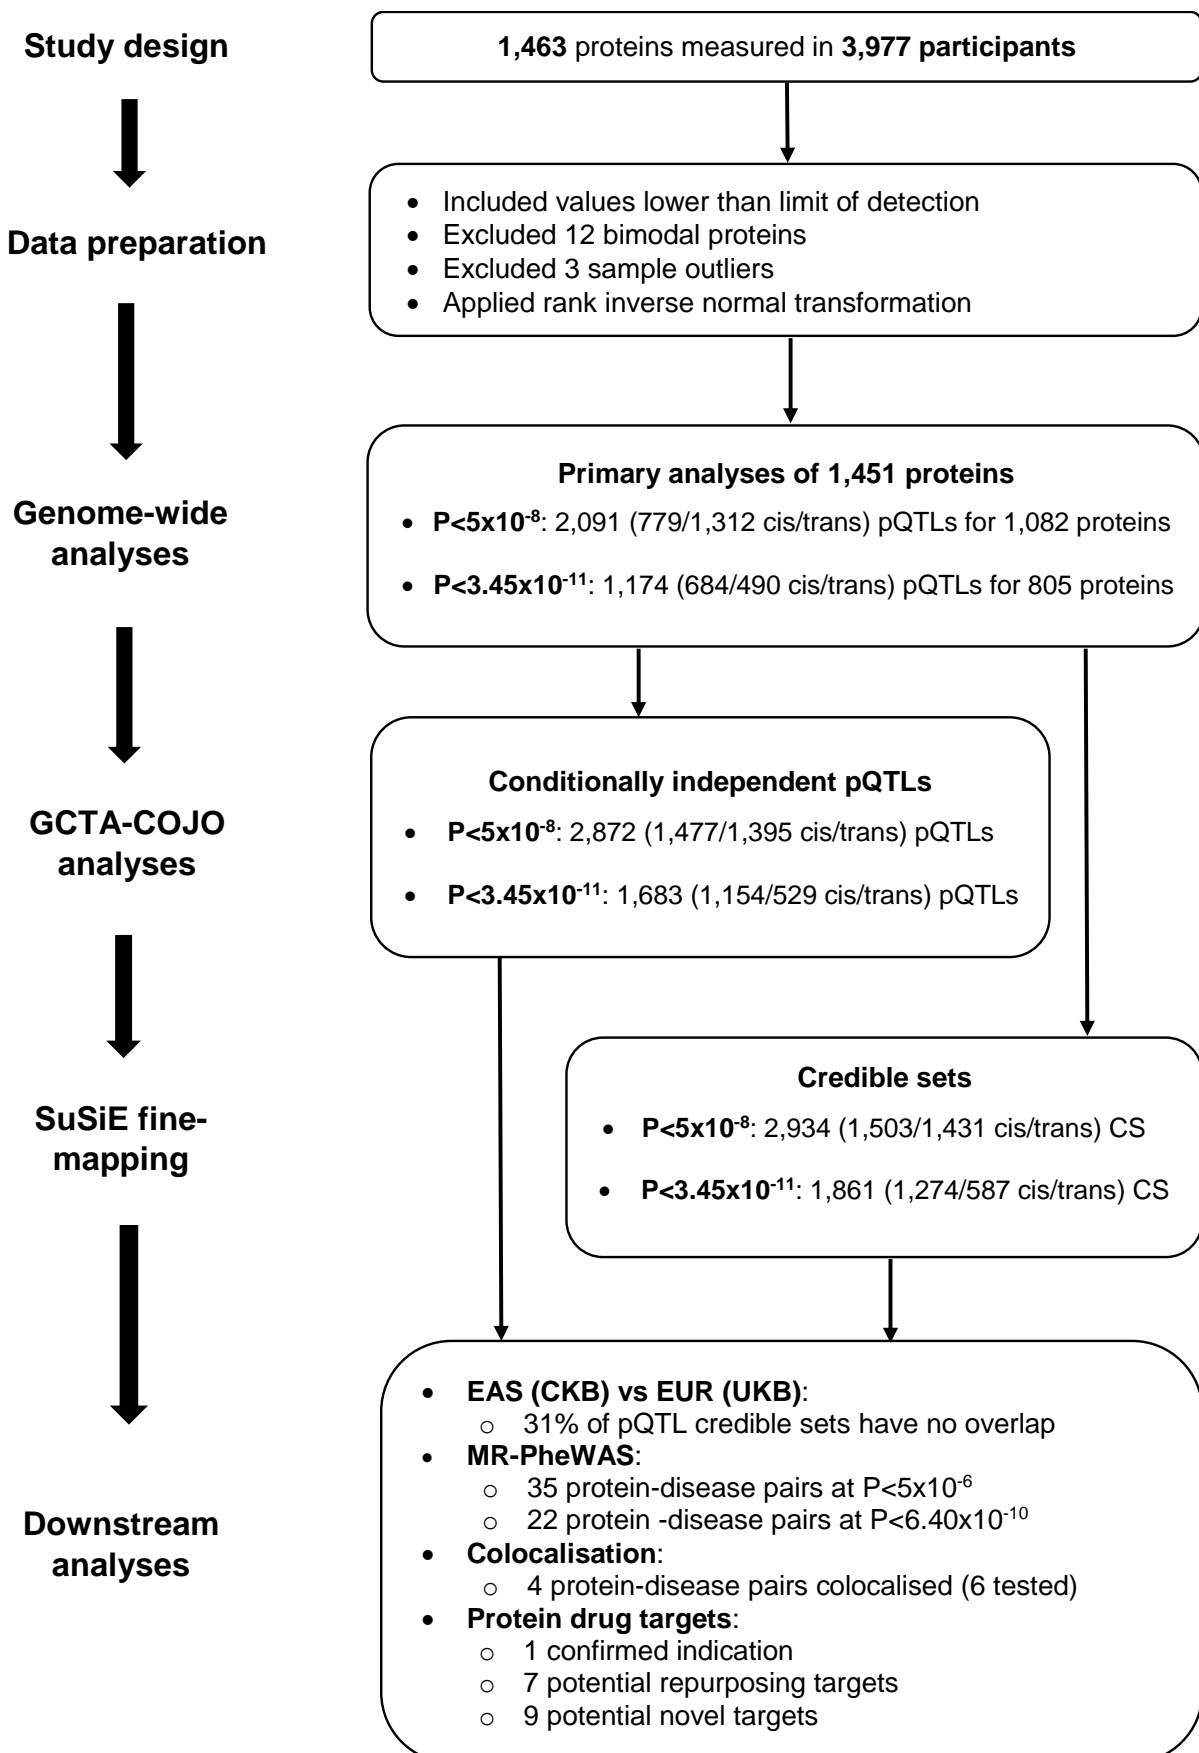 Study design
1,463 proteins measured in 3,977 participants
Data preparation
• Included values lower than limit of detection
• Excluded 12 bimodal proteins
• Excluded 3 sample outliers
• Applied rank inverse normal transformation
Genome-wide
analyses
Primary analyses of 1,451 proteins
• P<5x10⁻⁸: 2,091 (779/1,312 cis/trans) pQTLs for 1,082 proteins
• P<3.45x10⁻¹¹: 1,174 (684/490 cis/trans) pQTLs for 805 proteins
GCTA-COJO
analyses
Conditionally independent pQTLs
• P<5x10⁻⁸: 2,872 (1,477/1,395 cis/trans) pQTLs
• P<3.45x10⁻¹¹: 1,683 (1,154/529 cis/trans) pQTLs
SuSiE fine-
mapping
Credible sets
• P<5x10⁻⁸: 2,934 (1,503/1,431 cis/trans) CS
• P<3.45x10⁻¹¹: 1,861 (1,274/587 cis/trans) CS
Downstream
analyses
• EAS (CKB) vs EUR (UKB):
o 31% of pQTL credible sets have no overlap
• MR-PheWAS:
o 35 protein-disease pairs at P<5x10⁻⁶
o 22 protein -disease pairs at P<6.40x10⁻¹⁰
• Colocalisation:
o 4 protein-disease pairs colocalised (6 tested)
• Protein drug targets:
o 1 confirmed indication
o 7 potential repurposing targets
o 9 potential novel targets